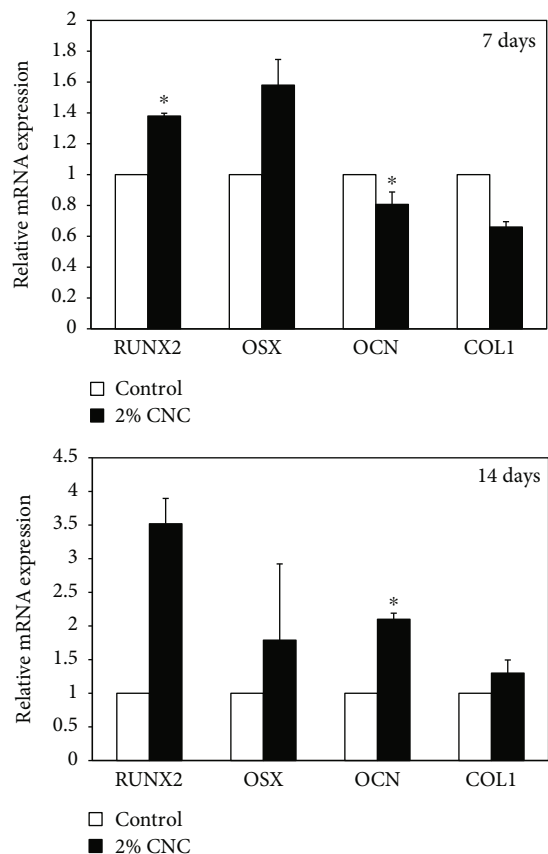 7 days
Relative mRNA expression
2
1.8
1.6
1.4
1.2
1
0.8
0.6
0.4
0.2
0
*
*
RUNX2 OSX OCN COL1
Control
2% CNC
14 days
Relative mRNA expression
4.5
4
3.5
3
2.5
2
1.5
1
0.5
0
*
RUNX2 OSX OCN COL1
Control
2% CNC